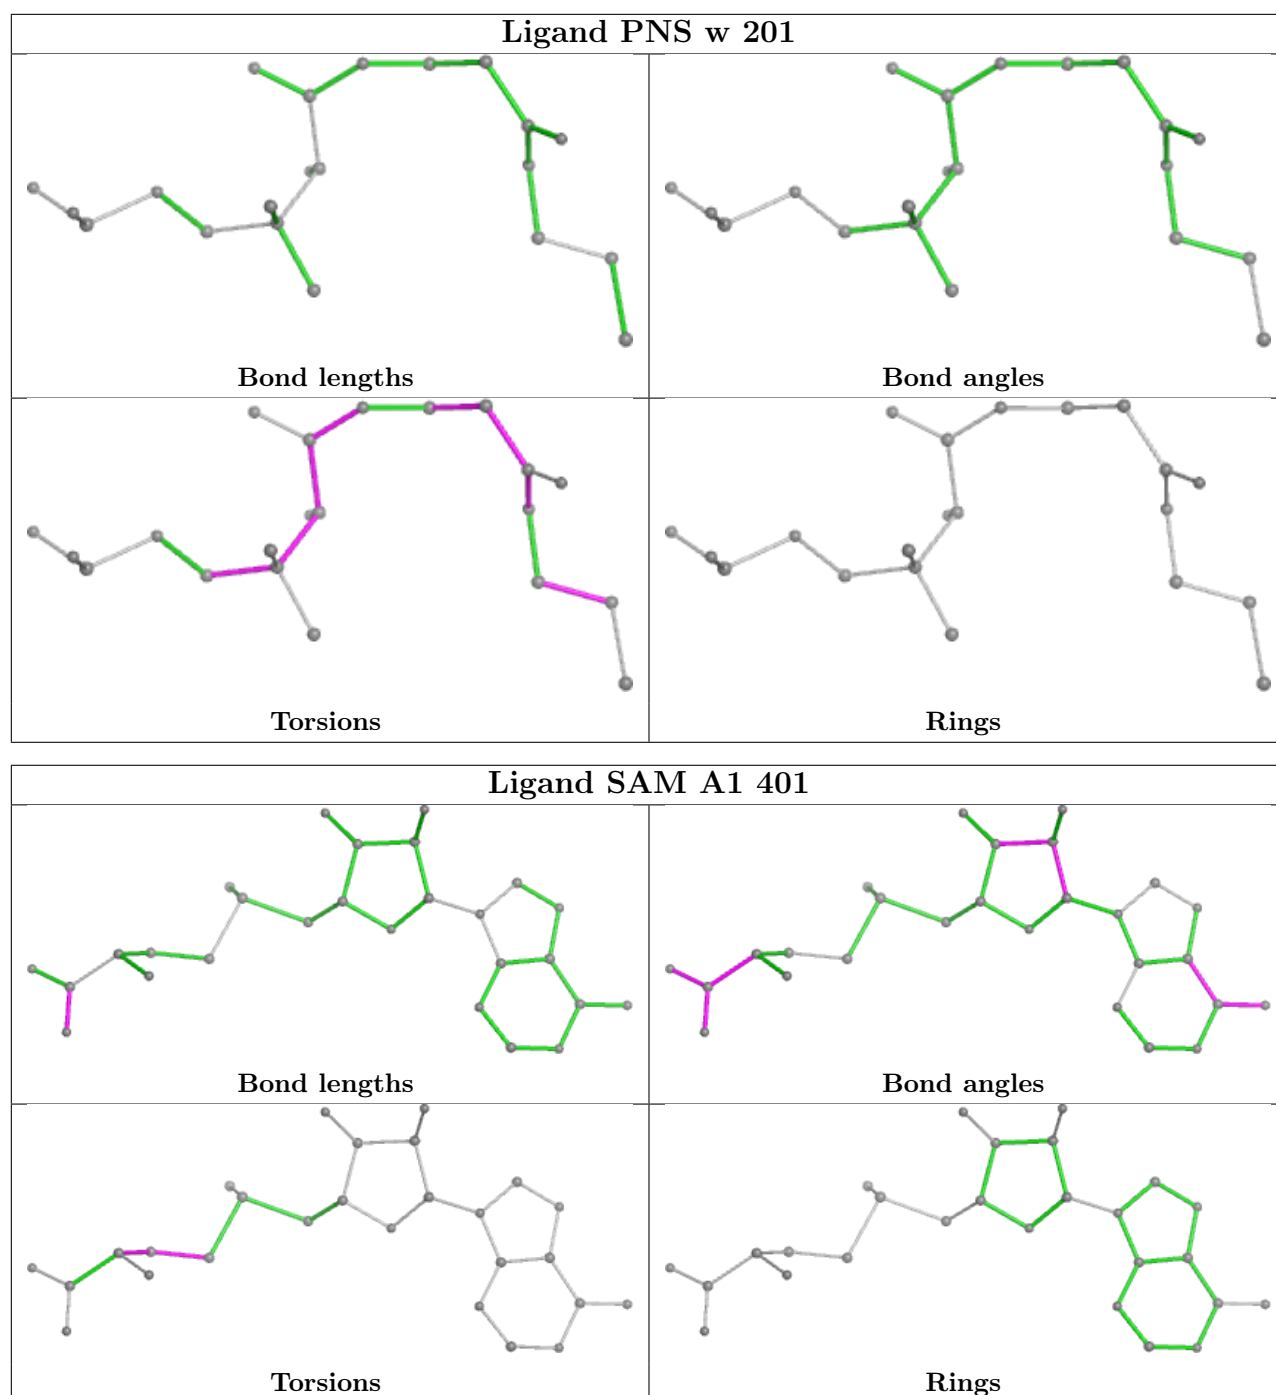 Ligand PNS w 201
Bond lengths
Bond angles
Torsions
Rings
Ligand SAM A1 401
Bond lengths
Bond angles
Torsions
Rings